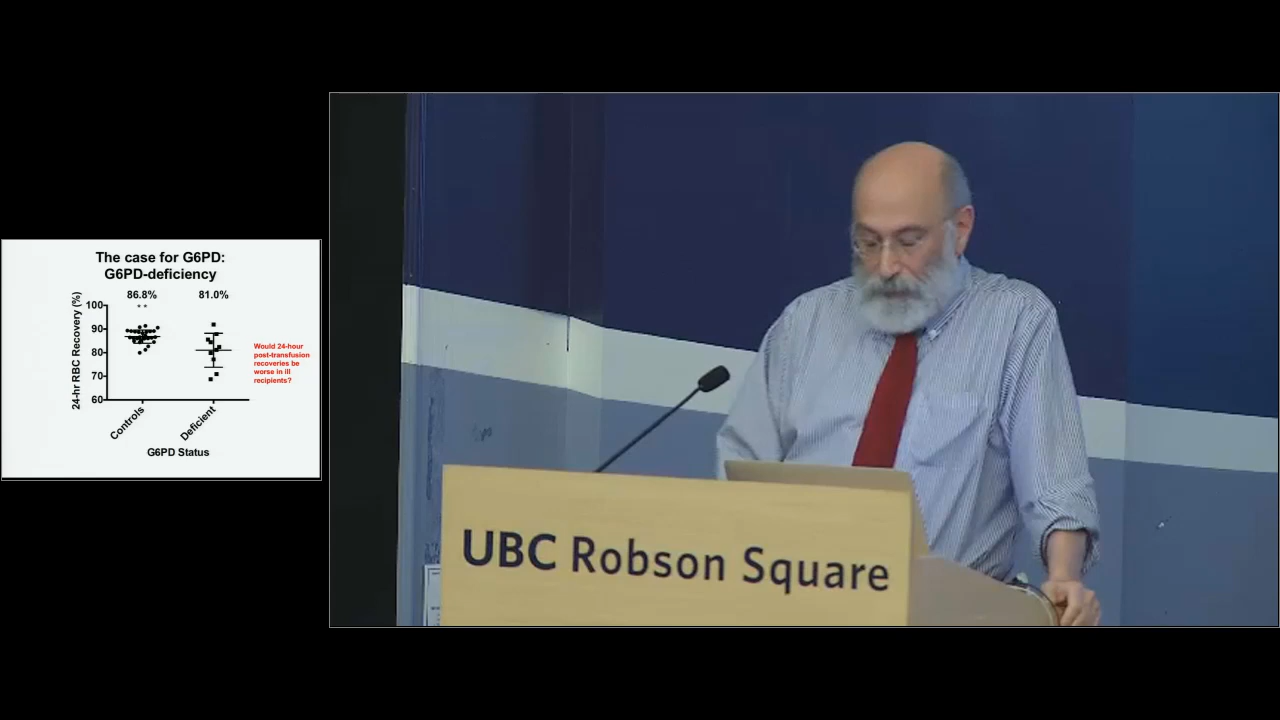 The case for G6PD:
G6PD-deficiency
86.8%
81.0%
**
24-hr RBC Recovery (%)
100
90
80
70
60
Would 24-hour
post-transfusion
recoveries be
worse in ill
recipients?
Controls
Deficient
G6PD Status
UBC Robson Square